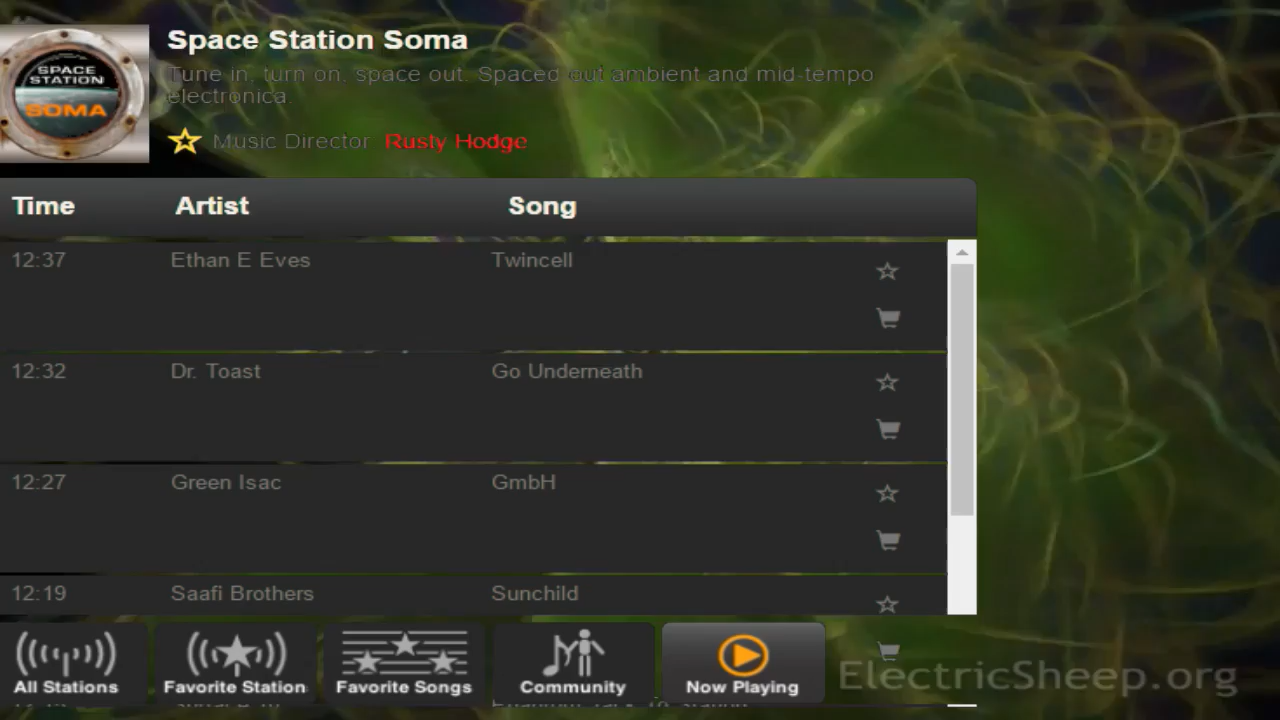 SPACE
STATION
SOMA
Space Station Soma
Tune in, turn on, space out. Spaced out ambient and mid-tempo
electronica.
Music Director Rusty Hodge
Time Artist Song
12:37 Ethan E Eves Twincell
12:32 Dr. Toast Go Underneath
12:27 Green Isac GmbH
12:19 Saafi Brothers Sunchild
All Stations Favorite Station Favorite Songs Community Now Playing
ElectricSheep.org